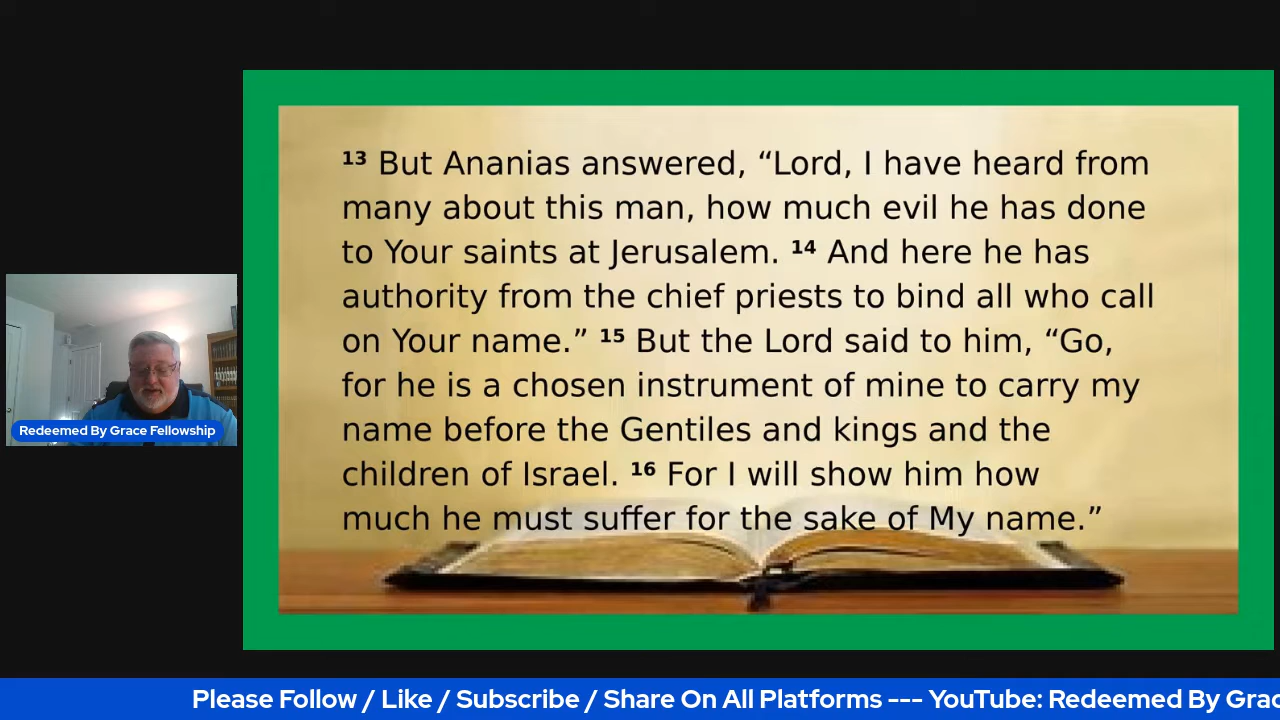 ¹³ But Ananias answered, “Lord, I have heard from
many about this man, how much evil he has done
to Your saints at Jerusalem. ¹⁴ And here he has
authority from the chief priests to bind all who call
on Your name.” ¹⁵ But the Lord said to him, “Go,
for he is a chosen instrument of mine to carry my
name before the Gentiles and kings and the
children of Israel. ¹⁶ For I will show him how
much he must suffer for the sake of My name.”
Redeemed By Grace Fellowship
Please Follow / Like / Subscribe / Share On All Platforms --- YouTube: Redeemed By Grac